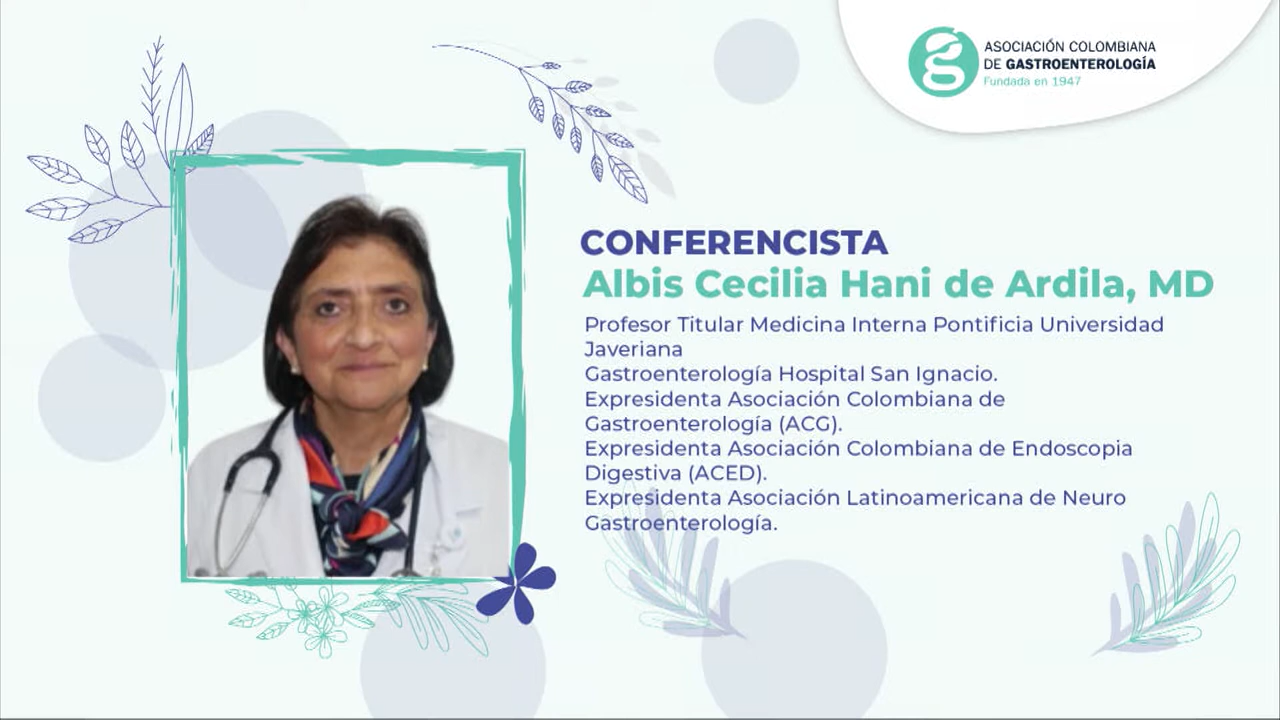 ASOCIACIÓN COLOMBIANA
DE GASTROENTEROLOGÍA
Fundada en 1947
CONFERENCISTA
Albis Cecilia Hani de Ardila, MD
Profesor Titular Medicina Interna Pontificia Universidad
Javeriana
Gastroenterología Hospital San Ignacio.
Expresidenta Asociación Colombiana de
Gastroenterología (ACG).
Expresidenta Asociación Colombiana de Endoscopia
Digestiva (ACED).
Expresidenta Asociación Latinoamericana de Neuro
Gastroenterología.